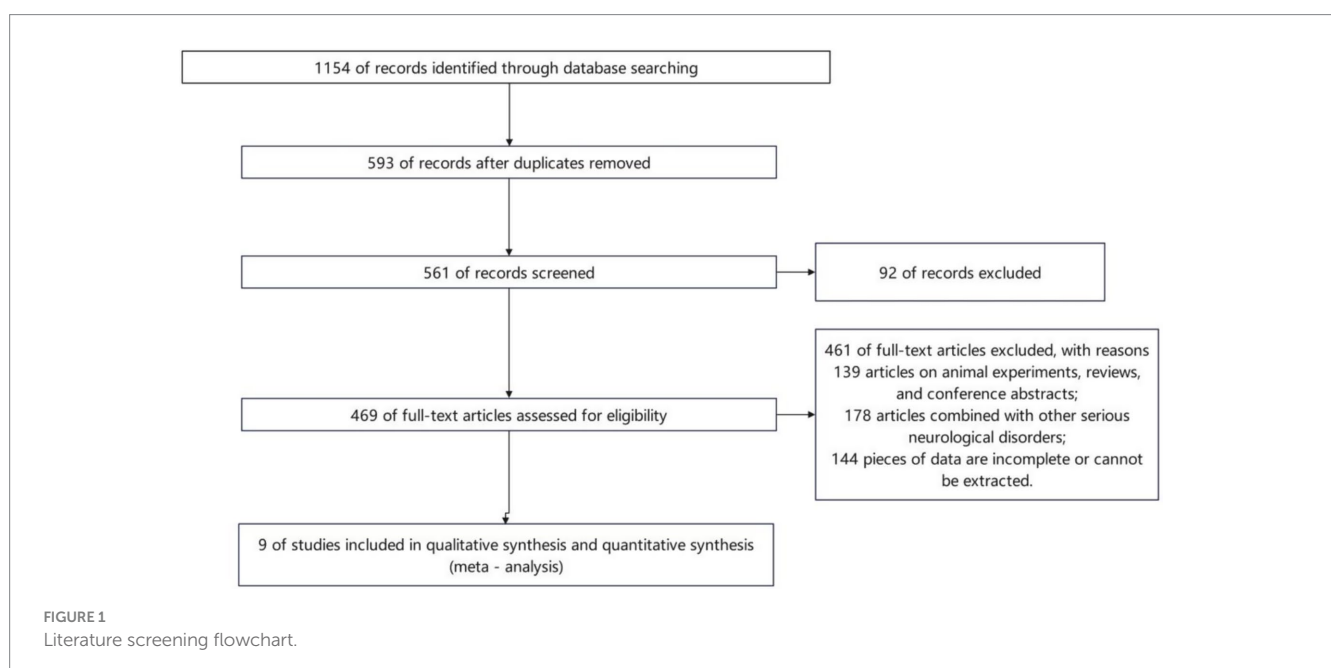 1154 of records identified through database searching
593 of records after duplicates removed
561 of records screened
92 of records excluded
469 of full-text articles assessed for eligibility
461 of full-text articles excluded, with reasons
139 articles on animal experiments, reviews,
and conference abstracts;
178 articles combined with other serious
neurological disorders;
144 pieces of data are incomplete or cannot
be extracted.
9 of studies included in qualitative synthesis and quantitative synthesis
(meta - analysis)
FIGURE 1
Literature screening flowchart.